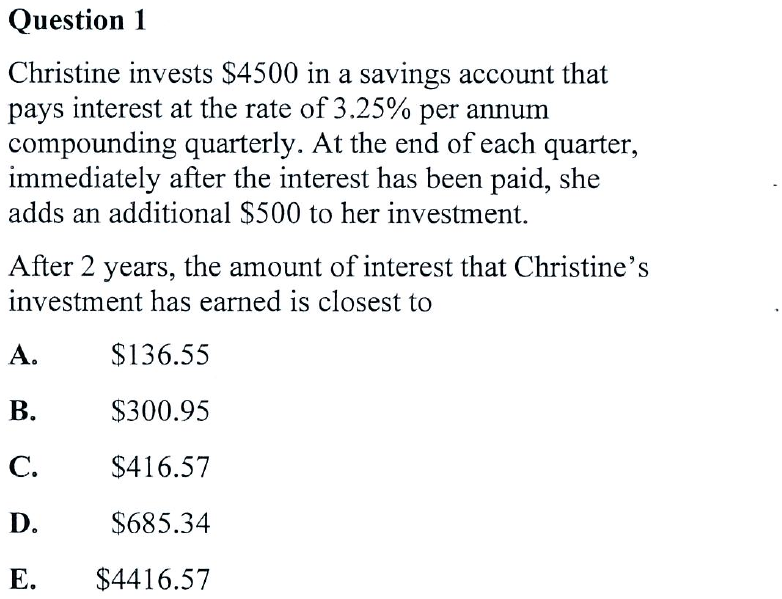 Question 1
Christine invests $4500 in a savings account that
pays interest at the rate of 3.25% per annum
compounding quarterly. At the end of each quarter,
immediately after the interest has been paid, she
adds an additional $500 to her investment.
After 2 years, the amount of interest that Christine's
investment has earned is closest to
A. $136.55
B. $300.95
C. $416.57
D. $685.34
E. $4416.57